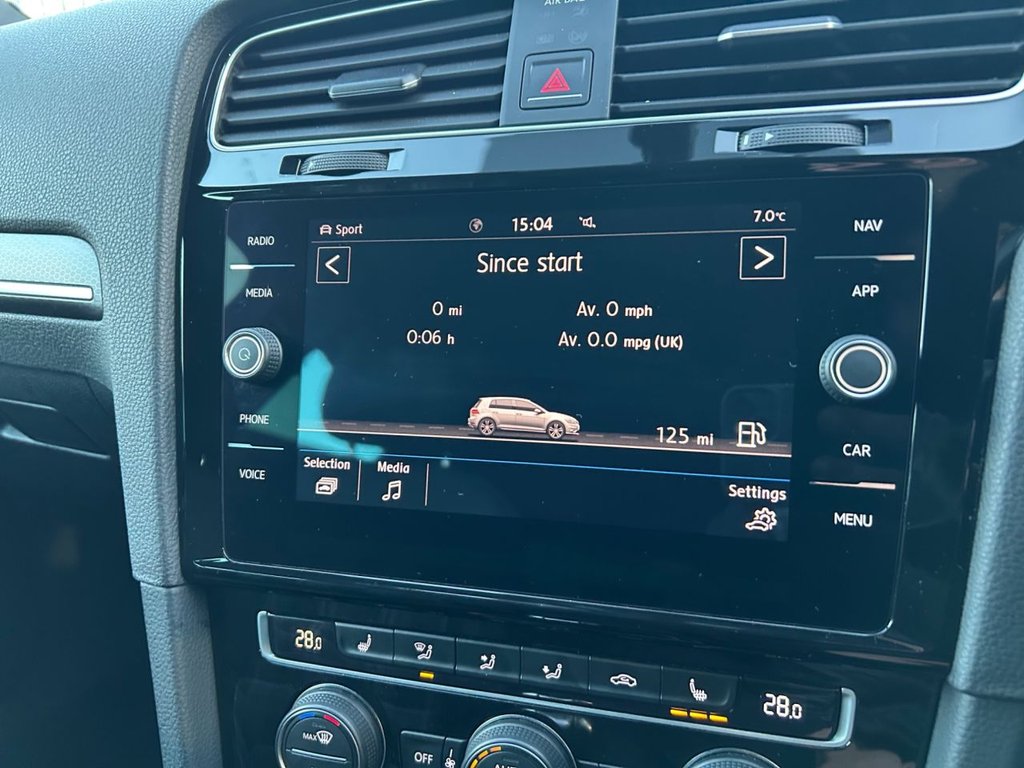 AIR BAG
RADIO
MEDIA
PHONE
VOICE
Sport 15:04 7.0°C
< Since start >
0 mi Av. 0 mph
0:06 h Av. 0.0 mpg (UK)
125 mi
Selection Media
Settings
NAV
APP
CAR
MENU
28.0 28.0
MAX
OFF
AUTO